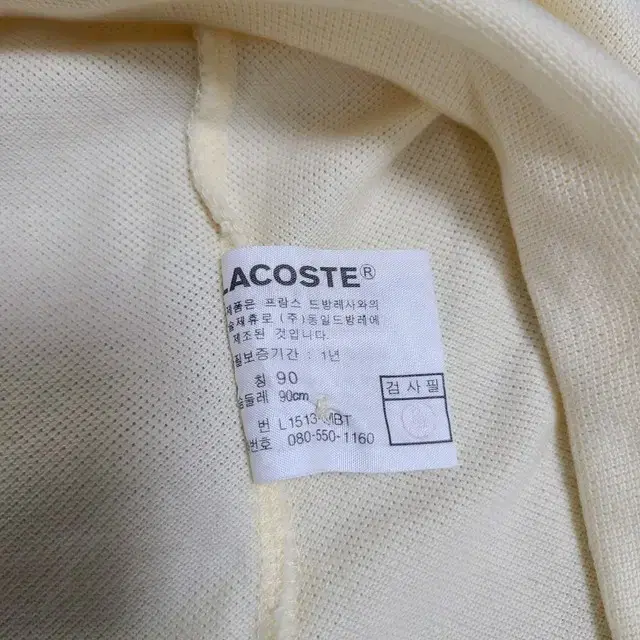 LACOSTE®
제품은 프랑스 드방레사와의
술제휴로 (주)동일드방레에
제조된 것입니다.
질보증기간 : 1년
칭 90
슴둘레 90cm
번 L1513 MBT
번호 080-550-1160
검사필